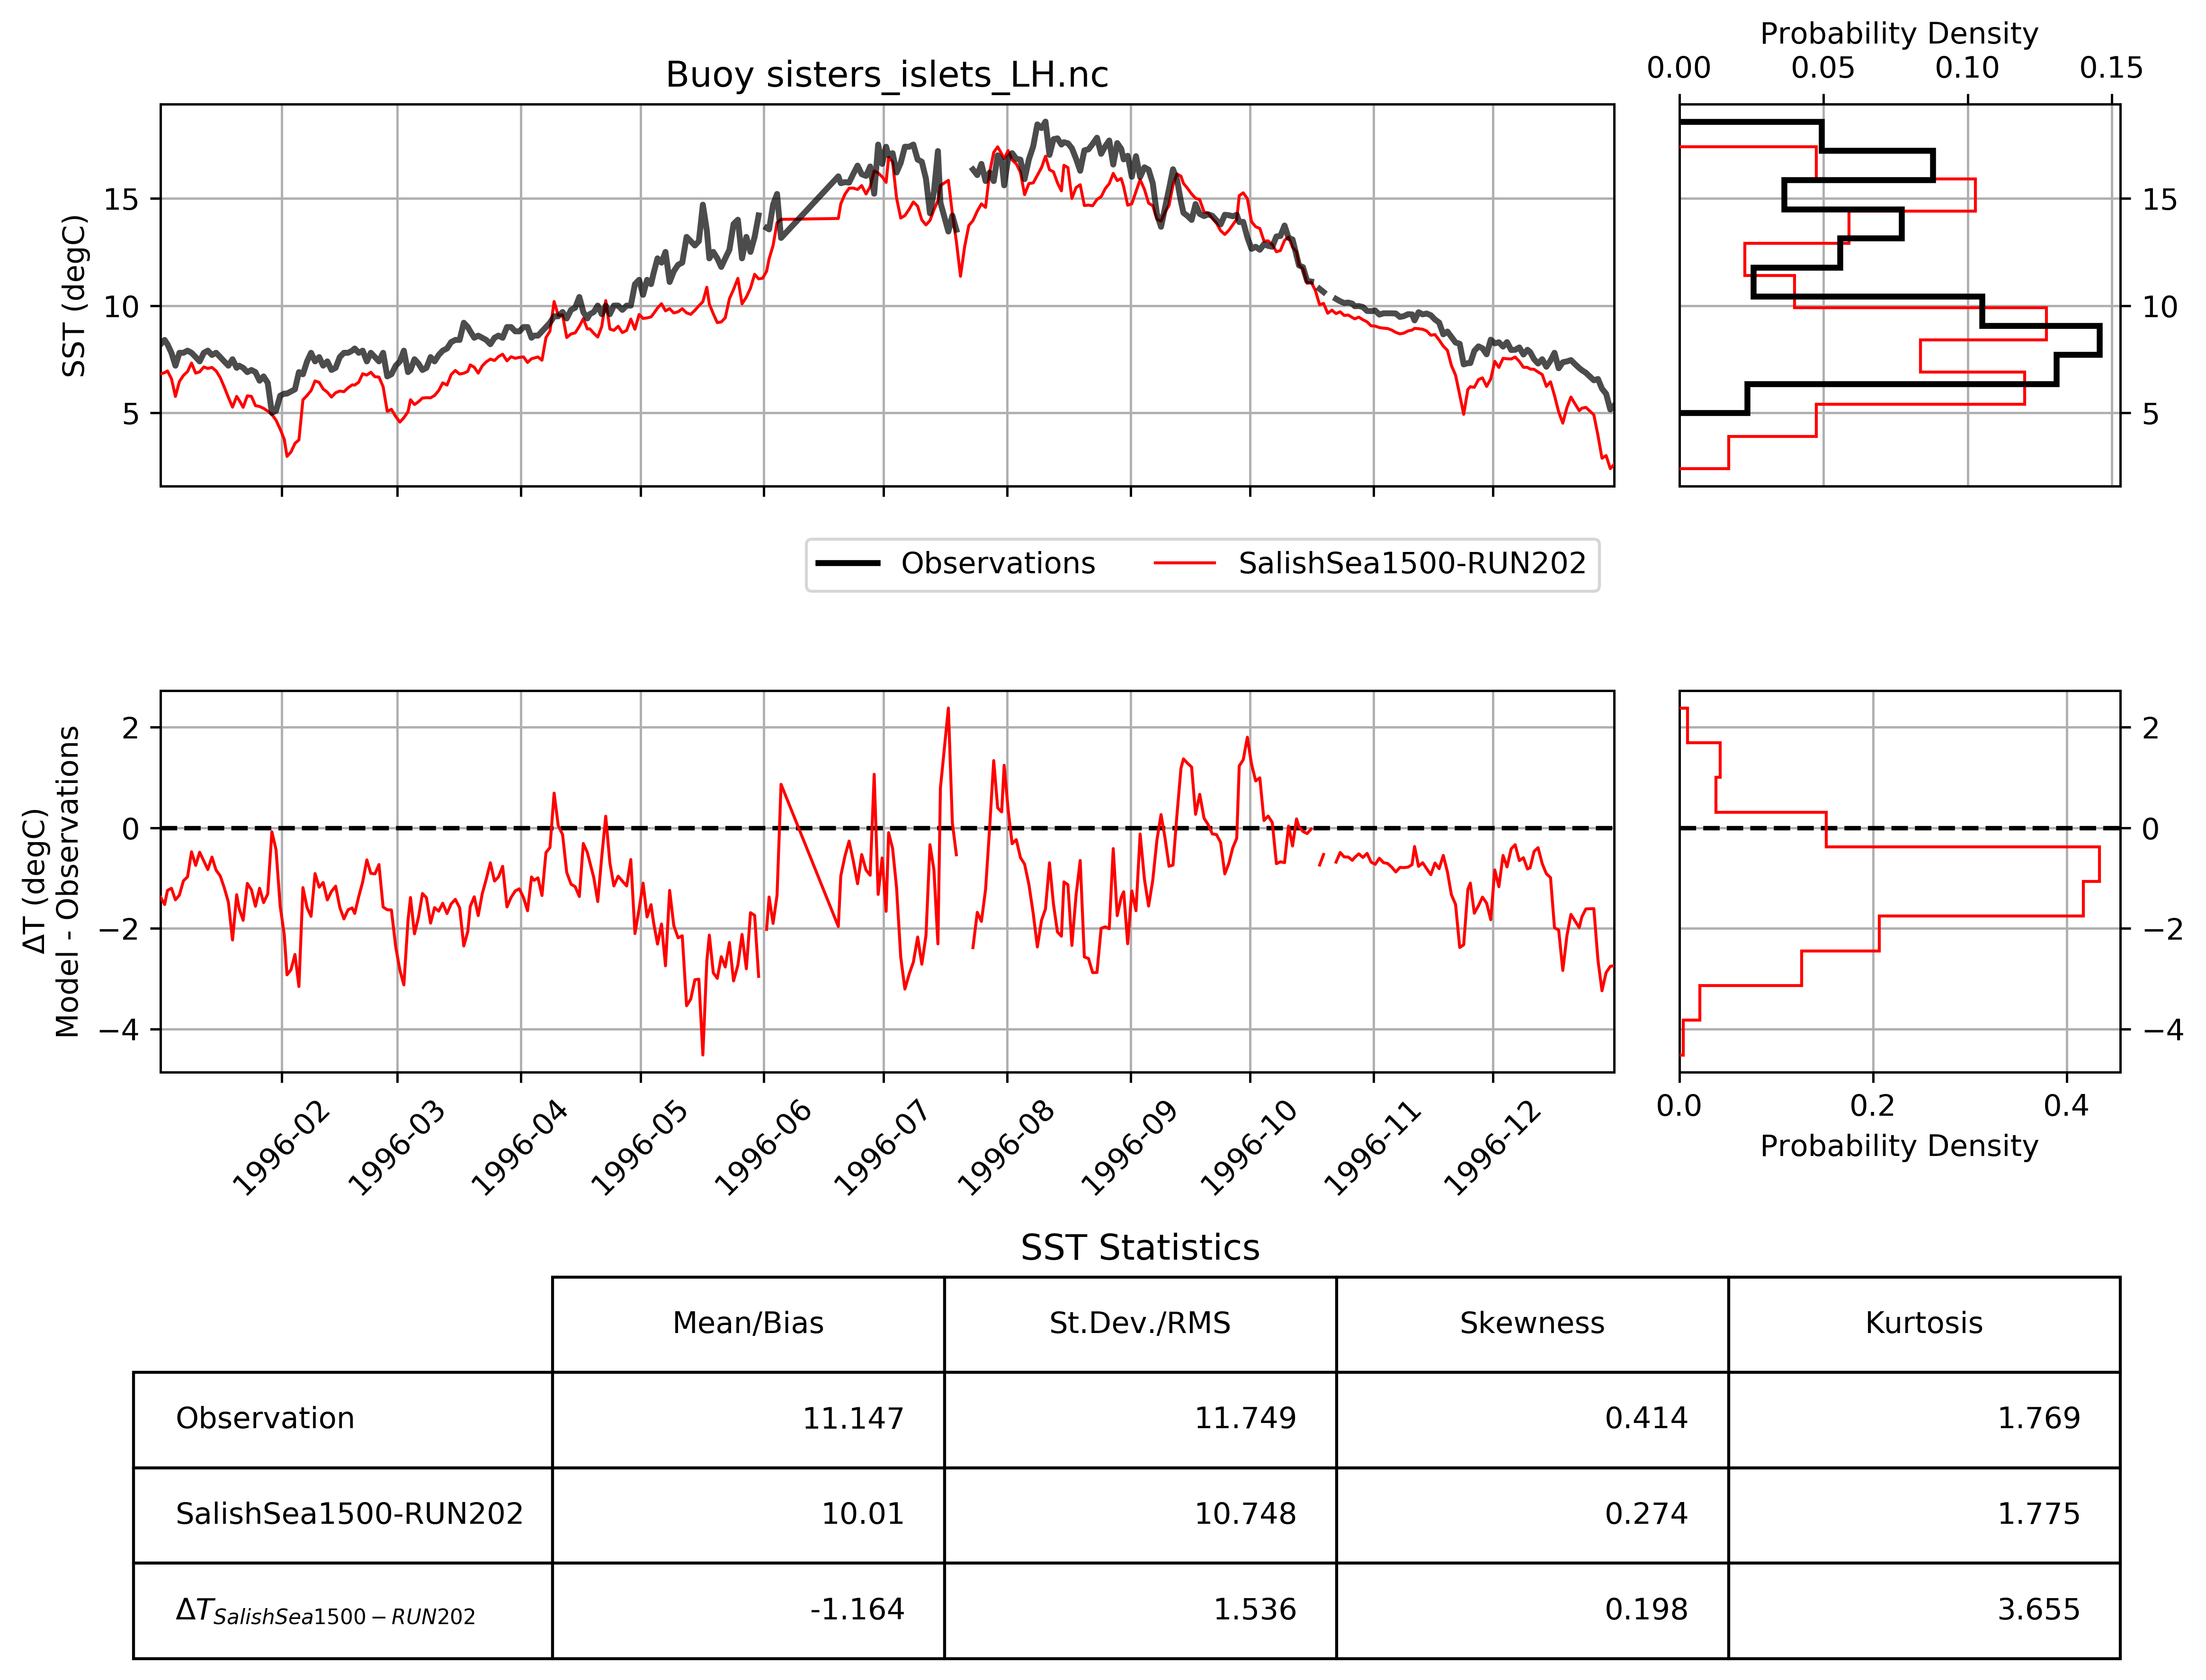 Probability Density
0.00 0.05 0.10 0.15
Buoy sisters_islets_LH.nc
SST (degC)
15
10
5
15
10
5
Observations SalishSea1500-RUN202
ΔT (degC)
Model - Observations
2
0
−2
−4
2
0
−2
−4
1996-02 1996-03 1996-04 1996-05 1996-06 1996-07 1996-08 1996-09 1996-10 1996-11 1996-12
0.0 0.2 0.4
Probability Density
SST Statistics
Mean/Bias St.Dev./RMS Skewness Kurtosis
Observation 11.147 11.749 0.414 1.769
SalishSea1500-RUN202 10.01 10.748 0.274 1.775
ΔT SalishSea1500−RUN202 -1.164 1.536 0.198 3.655